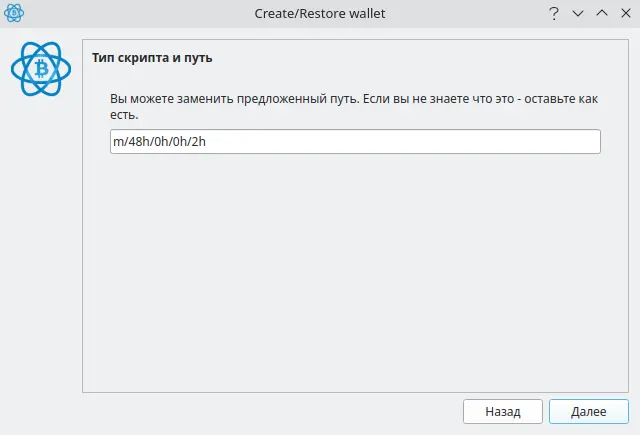 Create/Restore wallet
Тип скрипта и путь
Вы можете заменить предложенный путь. Если вы не знаете что это - оставьте как
есть.
m/48h/0h/0h/2h
Назад
Далее